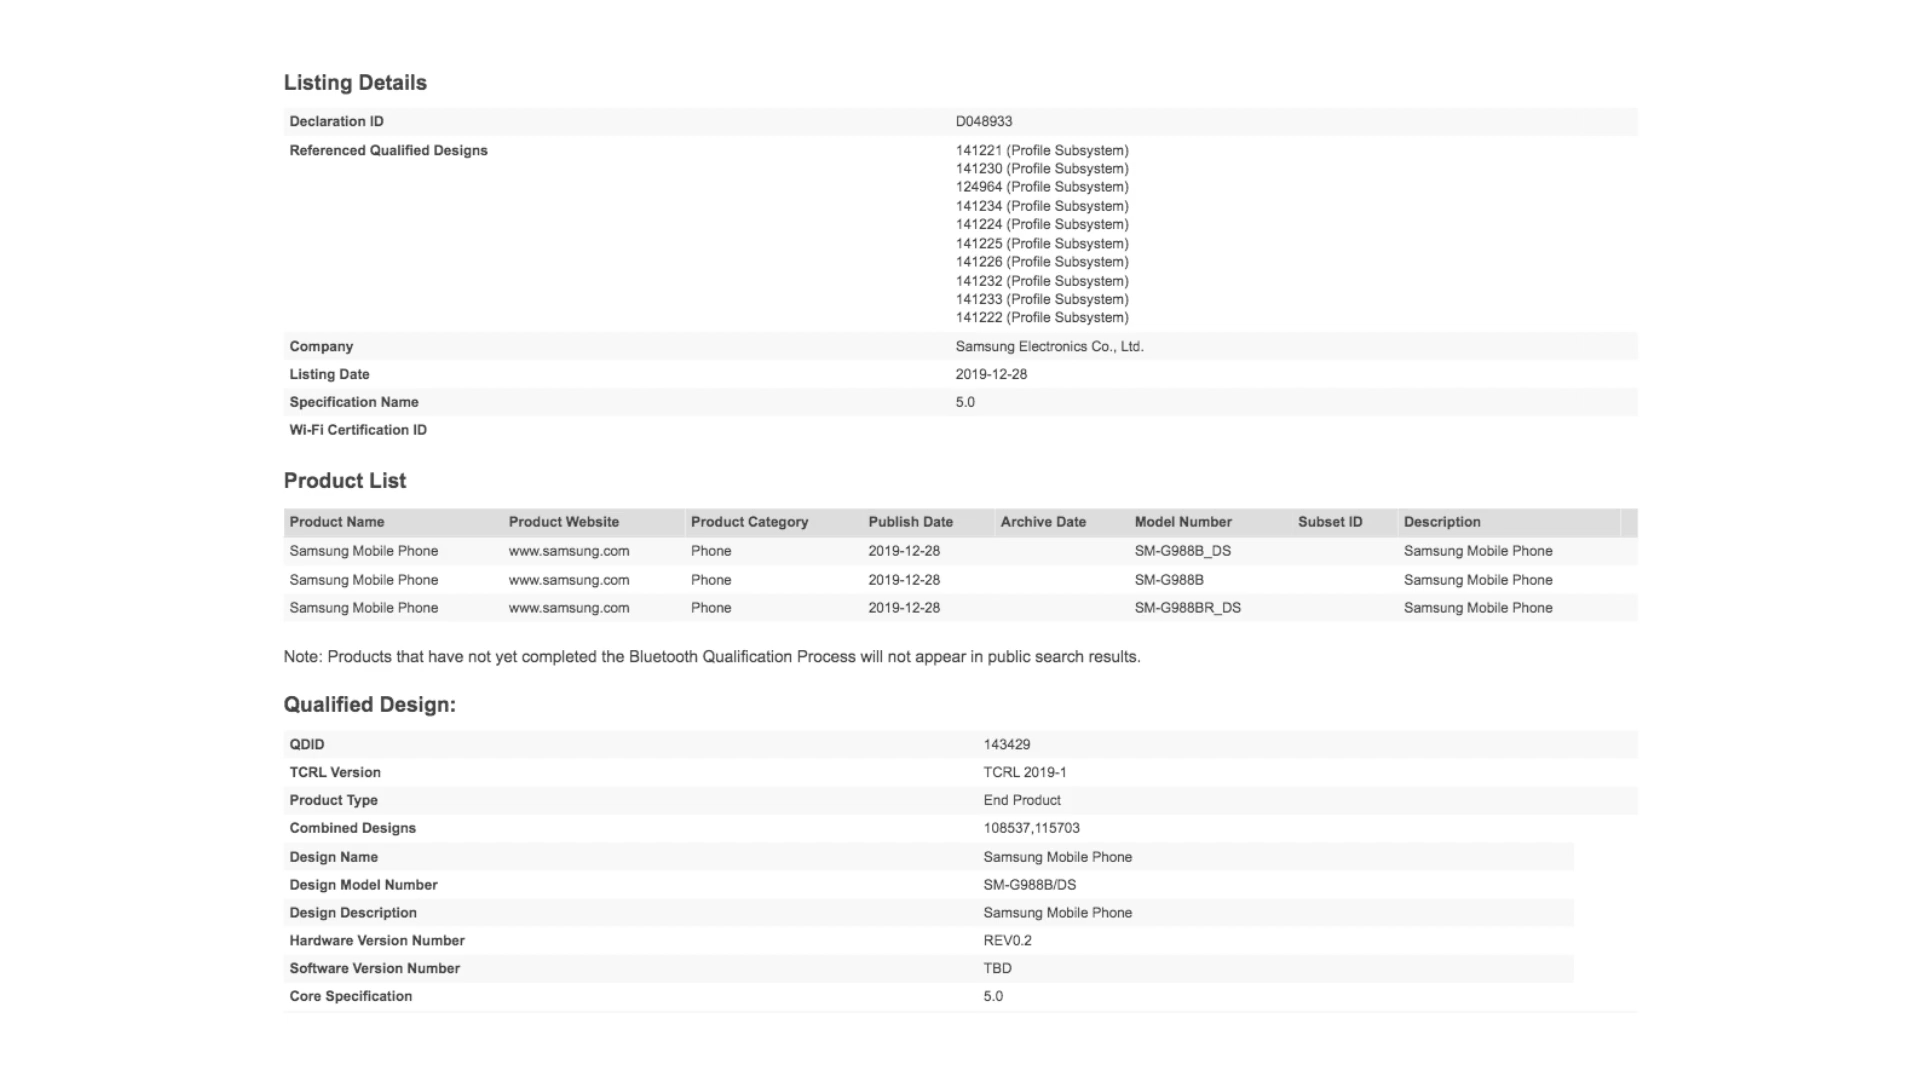 Listing Details
Declaration ID D048933
Referenced Qualified Designs 141221 (Profile Subsystem)
141230 (Profile Subsystem)
124964 (Profile Subsystem)
141234 (Profile Subsystem)
141224 (Profile Subsystem)
141225 (Profile Subsystem)
141226 (Profile Subsystem)
141232 (Profile Subsystem)
141233 (Profile Subsystem)
141222 (Profile Subsystem)
Company Samsung Electronics Co., Ltd.
Listing Date 2019-12-28
Specification Name 5.0
Wi-Fi Certification ID
Product List
Product Name Product Website Product Category Publish Date Archive Date Model Number Subset ID Description
Samsung Mobile Phone www.samsung.com Phone 2019-12-28 SM-G988B_DS Samsung Mobile Phone
Samsung Mobile Phone www.samsung.com Phone 2019-12-28 SM-G988B Samsung Mobile Phone
Samsung Mobile Phone www.samsung.com Phone 2019-12-28 SM-G988BR_DS Samsung Mobile Phone
Note: Products that have not yet completed the Bluetooth Qualification Process will not appear in public search results.
Qualified Design:
QDID 143429
TCRL Version TCRL 2019-1
Product Type End Product
Combined Designs 108537,115703
Design Name Samsung Mobile Phone
Design Model Number SM-G988B/DS
Design Description Samsung Mobile Phone
Hardware Version Number REV0.2
Software Version Number TBD
Core Specification 5.0